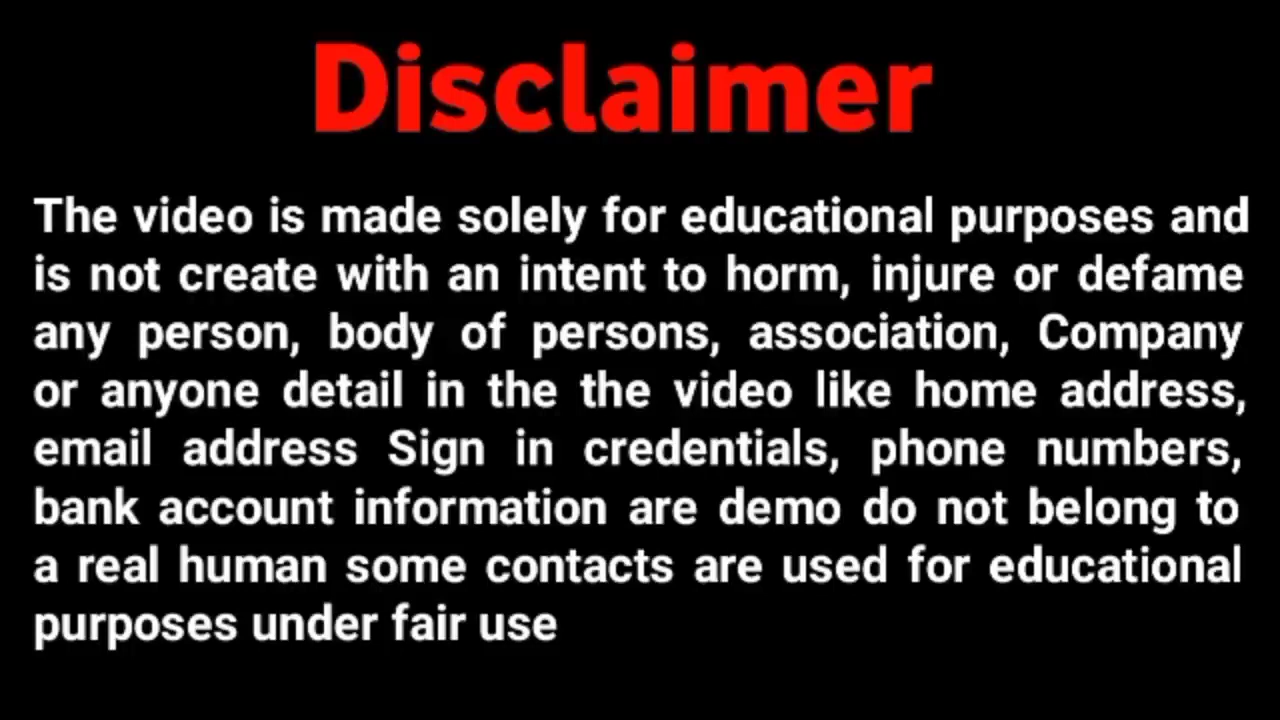 Disclaimer
The video is made solely for educational purposes and
is not create with an intent to horm, injure or defame
any person, body of persons, association, Company
or anyone detail in the the video like home address,
email address Sign in credentials, phone numbers,
bank account information are demo do not belong to
a real human some contacts are used for educational
purposes under fair use